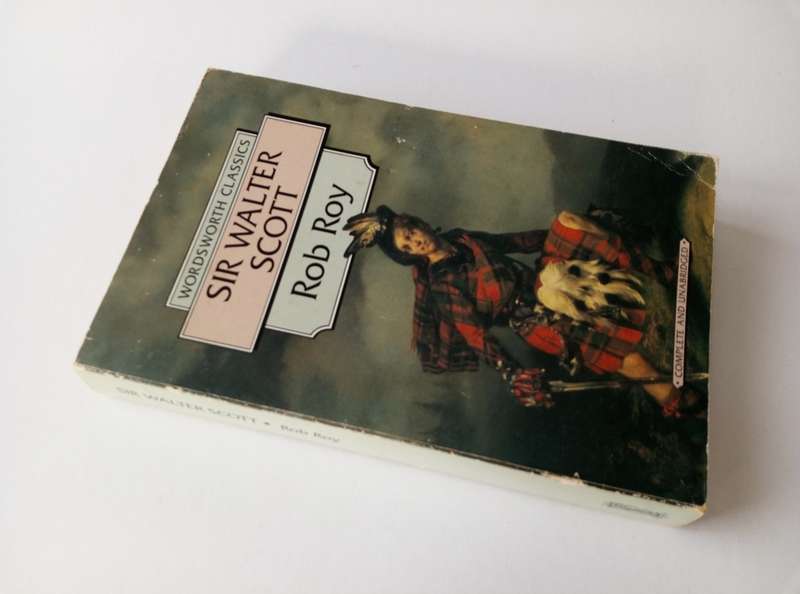 WORDSWORTH CLASSICS
SIR WALTER
SCOTT
Rob Roy
• COMPLETE AND UNABRIDGED •
SIR WALTER SCOTT • Rob Roy